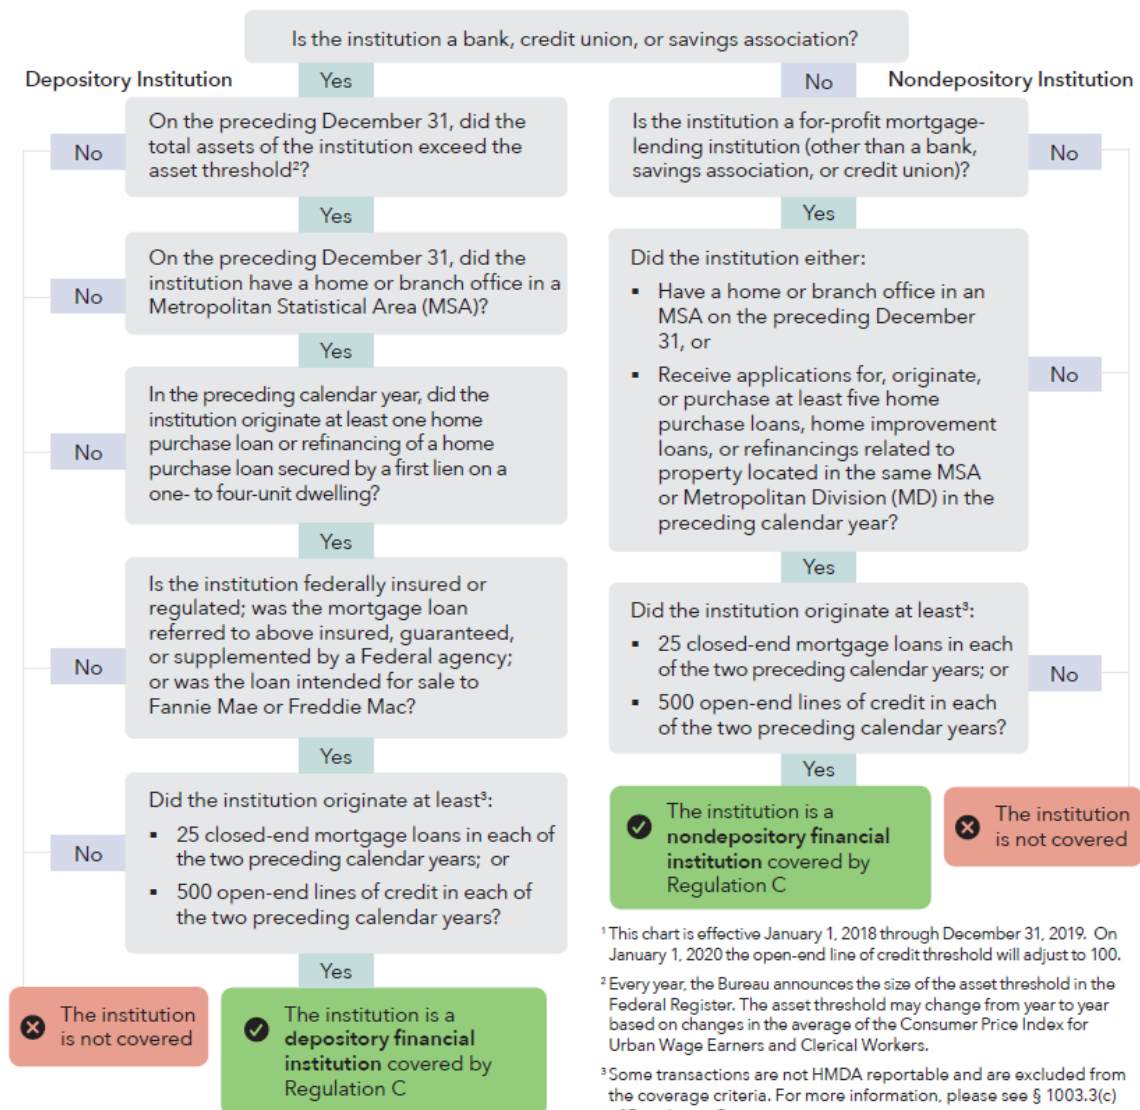 Is the institution a bank, credit union, or savings association?
Depository Institution
Yes
No
Nondepository Institution
On the preceding December 31, did the
total assets of the institution exceed the
asset threshold²?
No
Yes
On the preceding December 31, did the
institution have a home or branch office in a
Metropolitan Statistical Area (MSA)?
No
Yes
In the preceding calendar year, did the
institution originate at least one home
purchase loan or refinancing of a home
purchase loan secured by a first lien on a
one- to four-unit dwelling?
No
Yes
Is the institution federally insured or
regulated; was the mortgage loan
referred to above insured, guaranteed,
or supplemented by a Federal agency;
or was the loan intended for sale to
Fannie Mae or Freddie Mac?
No
Yes
Did the institution originate at least³:
▪ 25 closed-end mortgage loans in each of
the two preceding calendar years; or
▪ 500 open-end lines of credit in each of
the two preceding calendar years?
No
Yes
The institution
is not covered
The institution is a
depository financial
institution covered by
Regulation C
Is the institution a for-profit mortgage-
lending institution (other than a bank,
savings association, or credit union)?
No
Yes
Did the institution either:
▪ Have a home or branch office in an
MSA on the preceding December
31, or
▪ Receive applications for, originate,
or purchase at least five home
purchase loans, home improvement
loans, or refinancings related to
property located in the same MSA
or Metropolitan Division (MD) in the
preceding calendar year?
No
Yes
Did the institution originate at least³:
▪ 25 closed-end mortgage loans in each
of the two preceding calendar years; or
▪ 500 open-end lines of credit in each
of the two preceding calendar years?
No
Yes
The institution is a
nondepository financial
institution covered by
Regulation C
The institution
is not covered
¹ This chart is effective January 1, 2018 through December 31, 2019. On
January 1, 2020 the open-end line of credit threshold will adjust to 100.
² Every year, the Bureau announces the size of the asset threshold in the
Federal Register. The asset threshold may change from year to year
based on changes in the average of the Consumer Price Index for
Urban Wage Earners and Clerical Workers.
³ Some transactions are not HMDA reportable and are excluded from
the coverage criteria. For more information, please see § 1003.3(c)